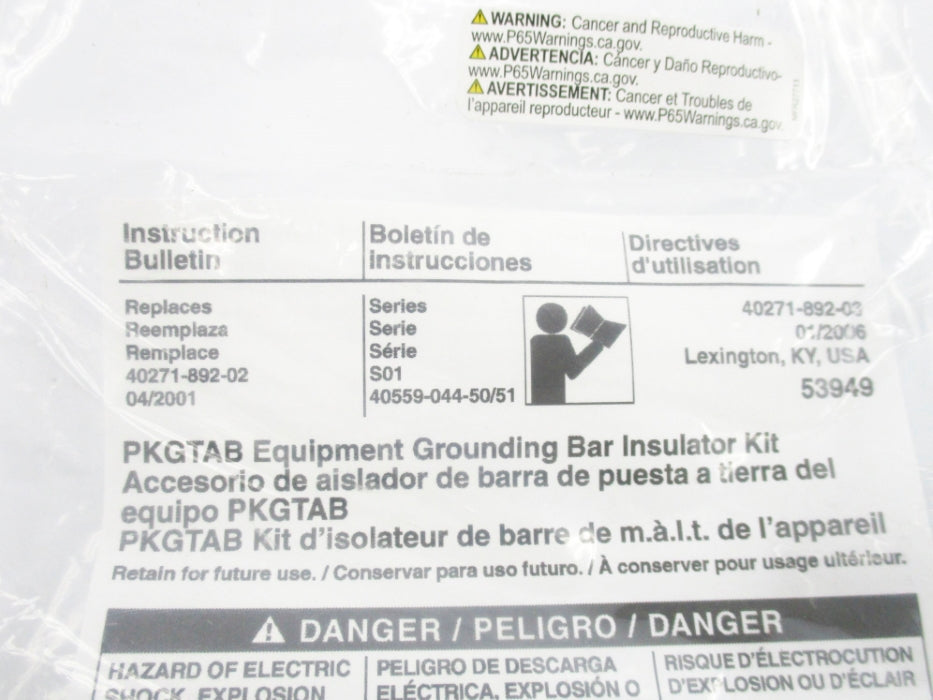 WARNING: Cancer and Reproductive Harm -
www.P65Warnings.ca.gov.
ADVERTENCIA: Cáncer y Daño Reproductivo-
www.P65Warnings.ca.gov.
AVERTISSEMENT: Cancer et Troubles de
l'appareil reproducteur - www.P65Warnings.ca.gov
Instruction
Bulletin
Boletín de
instrucciones
Directives
d'utilisation
Replaces
Reemplaza
Remplace
40271-892-02
04/2001
Series
Serie
Série
S01
40559-044-50/51
40271-892-03
01/2006
Lexington, KY, USA
53949
PKGTAB Equipment Grounding Bar Insulator Kit
Accesorio de aislador de barra de puesta a tierra del
equipo PKGTAB
PKGTAB Kit d'isolateur de barre de m.à.l.t. de l'appareil
Retain for future use. / Conservar para uso futuro. / À conserver pour usage ultérieur.
DANGER / PELIGRO / DANGER
HAZARD OF ELECTRIC
SHOCK, EXPLOSION
PELIGRO DE DESCARGA
ELÉCTRICA, EXPLOSIÓN O
RISQUE D'ÉLECTROCUTION
D'EXPLOSION OU D'ÉCLAIR